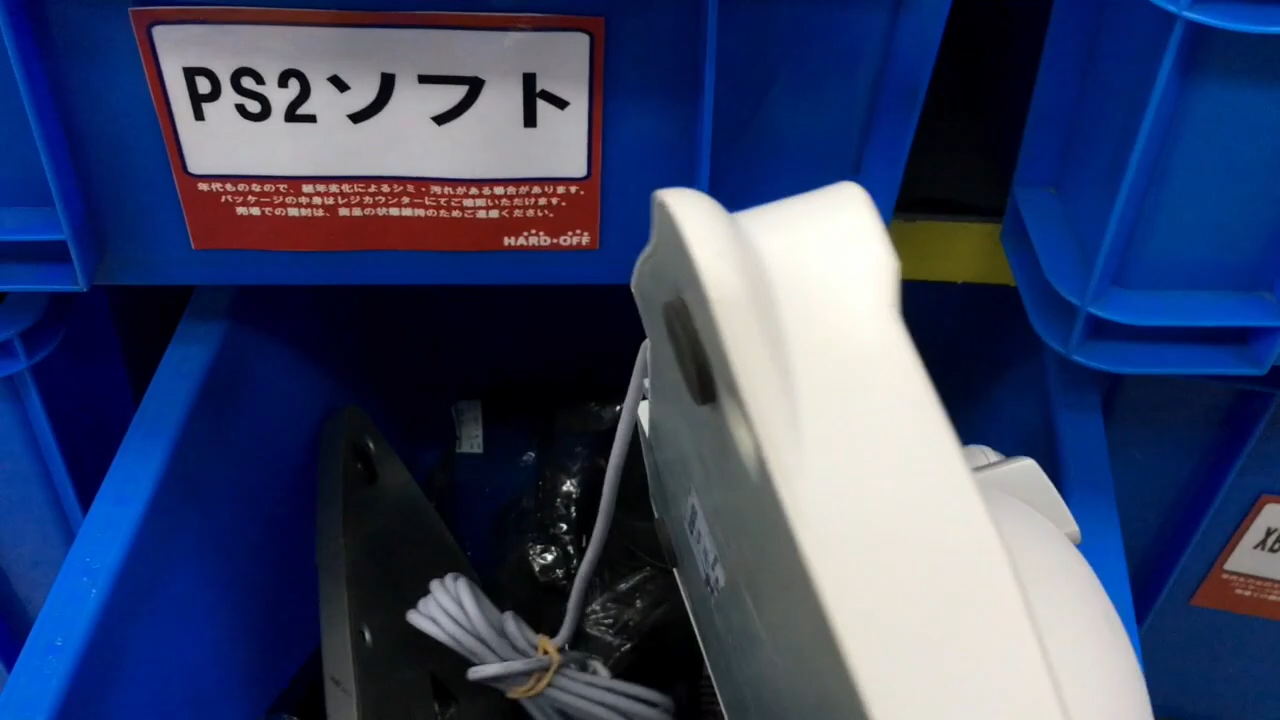 PS2ソフト
年代ものなので、経年劣化によるシミ・汚れがある場合があります。
パッケージの中身はレジカウンターにてご確認いただけます。
売場での開封は、商品の状態維持のためご遠慮ください。
HARD・OFF